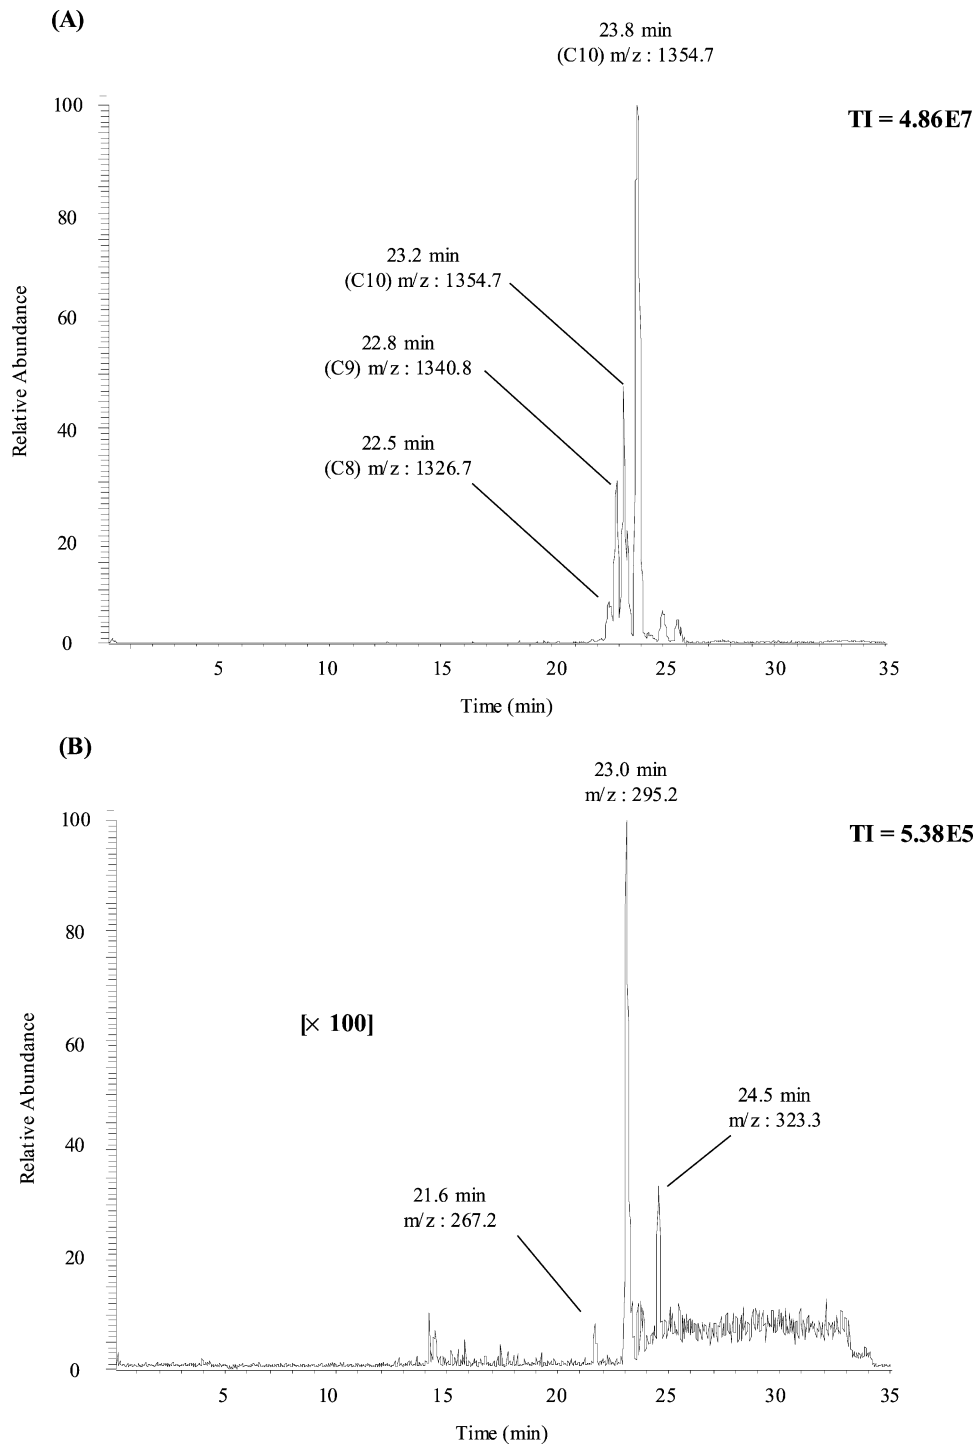 (A)
23.8 min
(C10) m/z : 1354.7
TI = 4.86E7
100
80
60
40
20
0
Relative Abundance
23.2 min
(C10) m/z : 1354.7
22.8 min
(C9) m/z : 1340.8
22.5 min
(C8) m/z : 1326.7
5 10 15 20 25 30 35
Time (min)
(B)
23.0 min
m/z : 295.2
TI = 5.38E5
100
80
60
40
20
0
Relative Abundance
[× 100]
24.5 min
m/z : 323.3
21.6 min
m/z : 267.2
5 10 15 20 25 30 35
Time (min)